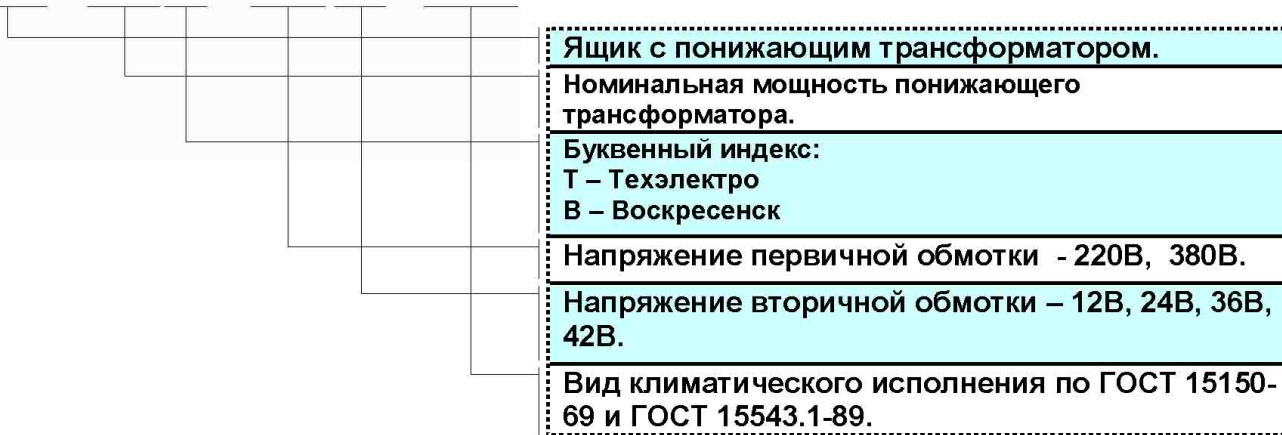 Ящик с понижающим трансформатором.
Номинальная мощность понижающего
трансформатора.
Буквенный индекс:
Т – Техэлектро
В – Воскресенск
Напряжение первичной обмотки - 220В, 380В.
Напряжение вторичной обмотки – 12В, 24В, 36В,
42В.
Вид климатического исполнения по ГОСТ 15150-
69 и ГОСТ 15543.1-89.